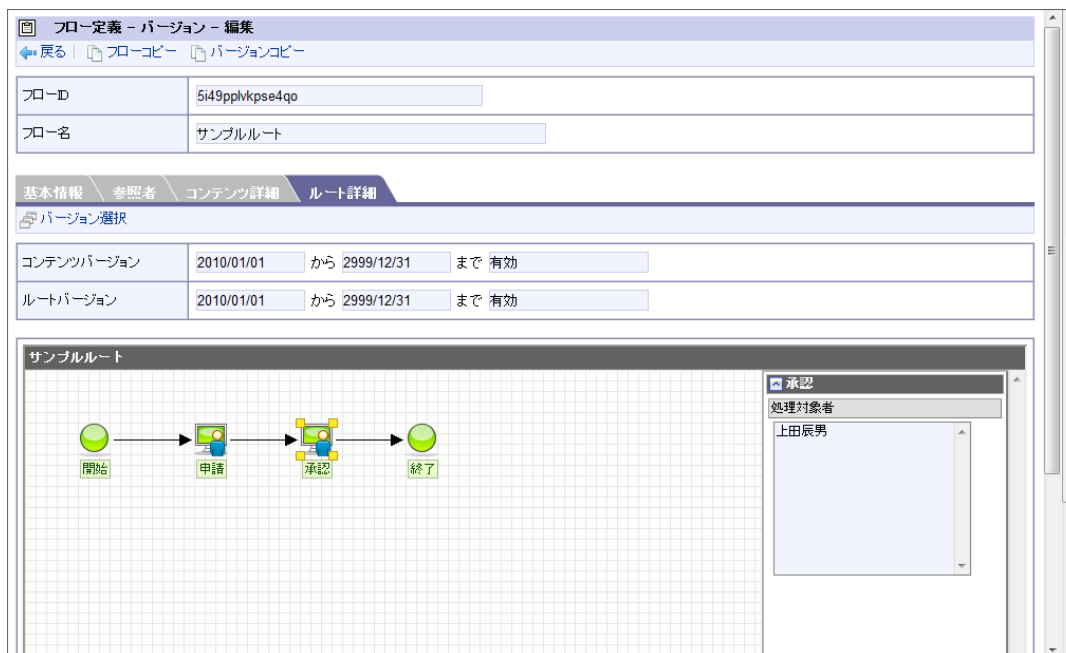 フロー定義 – バージョン – 編集
戻る | フローコピー バージョンコピー
フローID 5i49pplvkpse4qo
フロー名 サンプルルート
基本情報 参照者 コンテンツ詳細 ルート詳細
バージョン選択
コンテンツバージョン 2010/01/01 から 2999/12/31 まで 有効
ルートバージョン 2010/01/01 から 2999/12/31 まで 有効
サンプルルート
承認
処理対象者
上田辰男
開始 申請 承認 終了